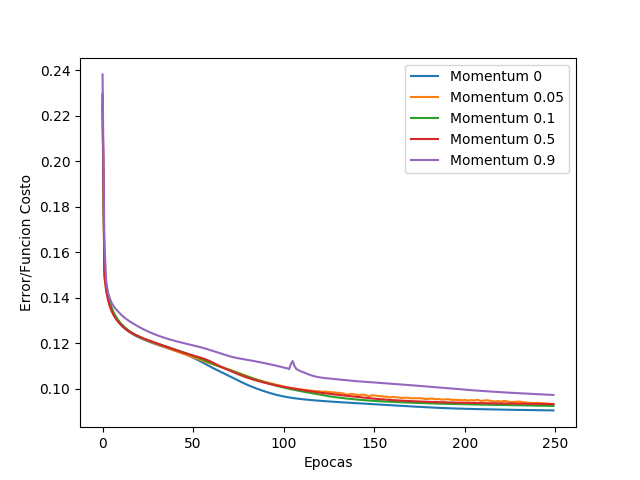 0.24
0.22
0.20
0.18
0.16
0.14
0.12
0.10
Error/Funcion Costo
Momentum 0
Momentum 0.05
Momentum 0.1
Momentum 0.5
Momentum 0.9
0 50 100 150 200 250
Epocas